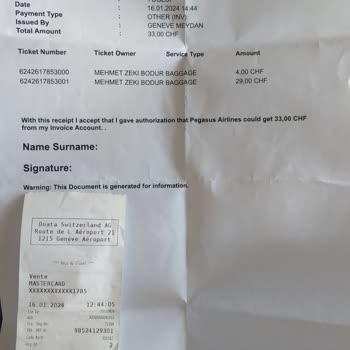 Date : 16.01.2024 14:44
Payment Type : OTHER (INV)
Issued By : GENEVE MEYDAN
Total Amount : 33,00 CHF
Ticket Number Ticket Owner Service Type Amount
6242617853000 MEHMET ZEKI BODUR BAGGAGE 4,00 CHF
6242617853001 MEHMET ZEKI BODUR BAGGAGE 29,00 CHF
With this receipt I accept that I gave authorization that Pegasus Airlines could get 33,00 CHF
from my Invoice Account. .
Name Surname:
Signature:
Warning: This Document is generated for information.
Dnata Switzerland AG
Route de L'Aéroport 21
1215 Genève Aéroport
Vente
MASTERCARD
XXXXXXXXXXXX1785
16.01.2024 12:44:05
98524129301
2